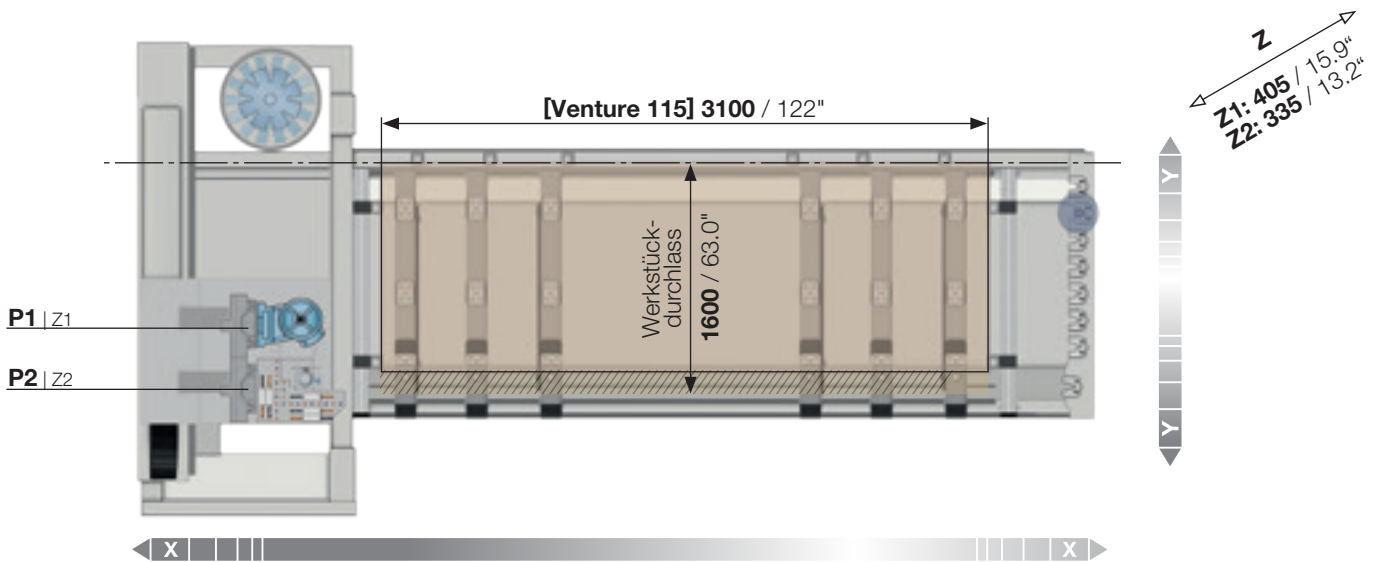 Z
Z1: 405 / 15.9“
Z2: 335 / 13.2“
[Venture 115] 3100 / 122"
Y
Werkstück-
durchlass
1600 / 63.0"
P1 | Z1
P2 | Z2
Y
X
X